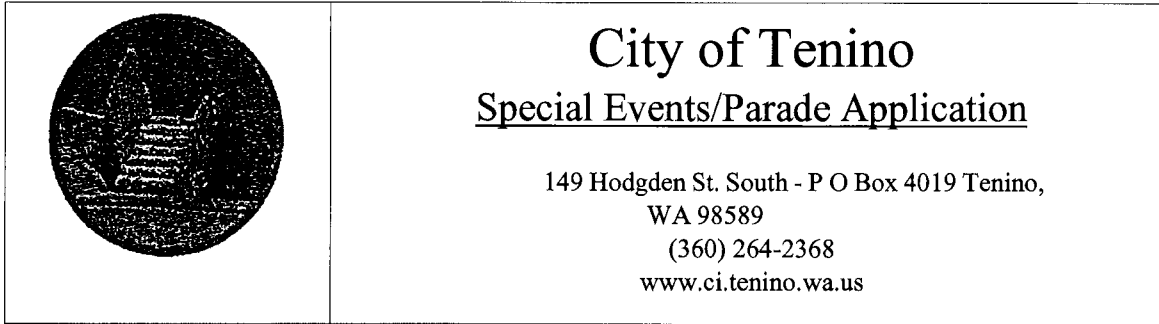 City of Tenino
Special Events/Parade Application
149 Hodgden St. South - P O Box 4019 Tenino,
WA 98589
(360) 264-2368
www.ci.tenino.wa.us